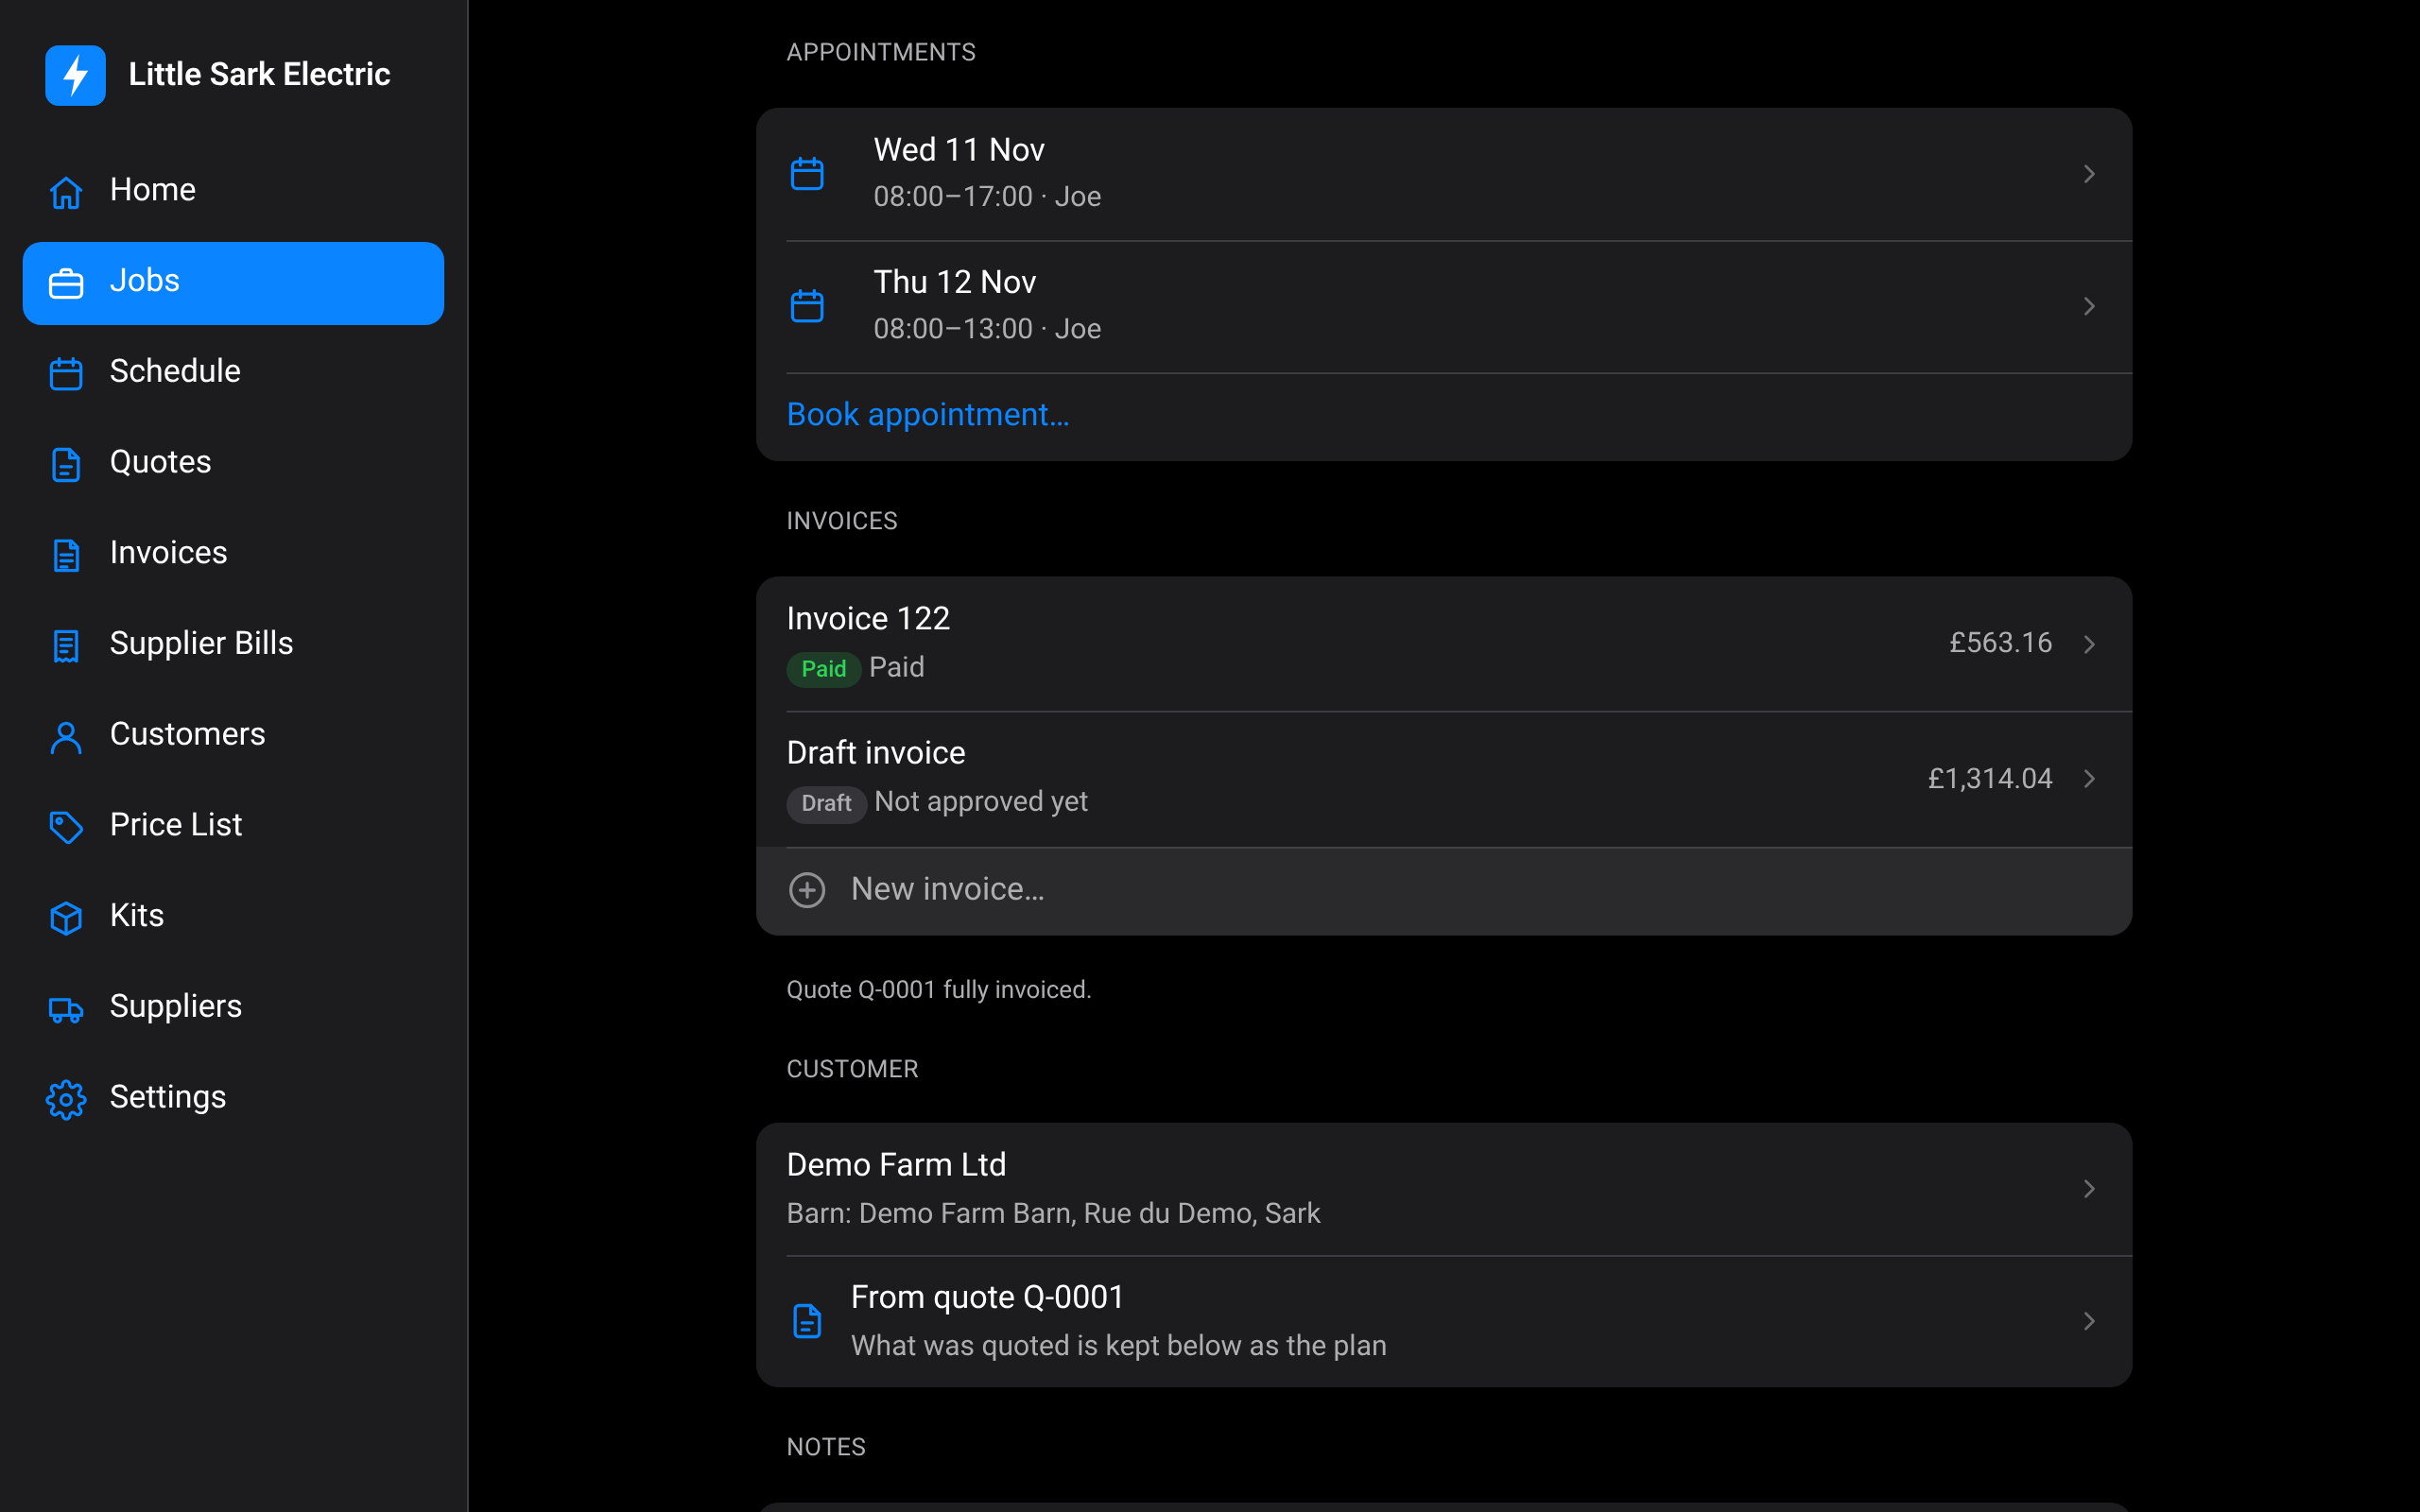 Little Sark Electric
Home
Jobs
Schedule
Quotes
Invoices
Supplier Bills
Customers
Price List
Kits
Suppliers
Settings
APPOINTMENTS
Wed 11 Nov
08:00–17:00 · Joe
Thu 12 Nov
08:00–13:00 · Joe
Book appointment…
INVOICES
Invoice 122
Paid Paid
£563.16
Draft invoice
Draft Not approved yet
£1,314.04
New invoice…
Quote Q-0001 fully invoiced.
CUSTOMER
Demo Farm Ltd
Barn: Demo Farm Barn, Rue du Demo, Sark
From quote Q-0001
What was quoted is kept below as the plan
NOTES